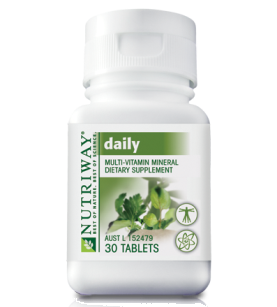 NUTRIWAY®
BEST OF NATURE. BEST OF SCIENCE.
daily
MULTI-VITAMIN MINERAL
DIETARY SUPPLEMENT
AUST L 152479
30 TABLETS